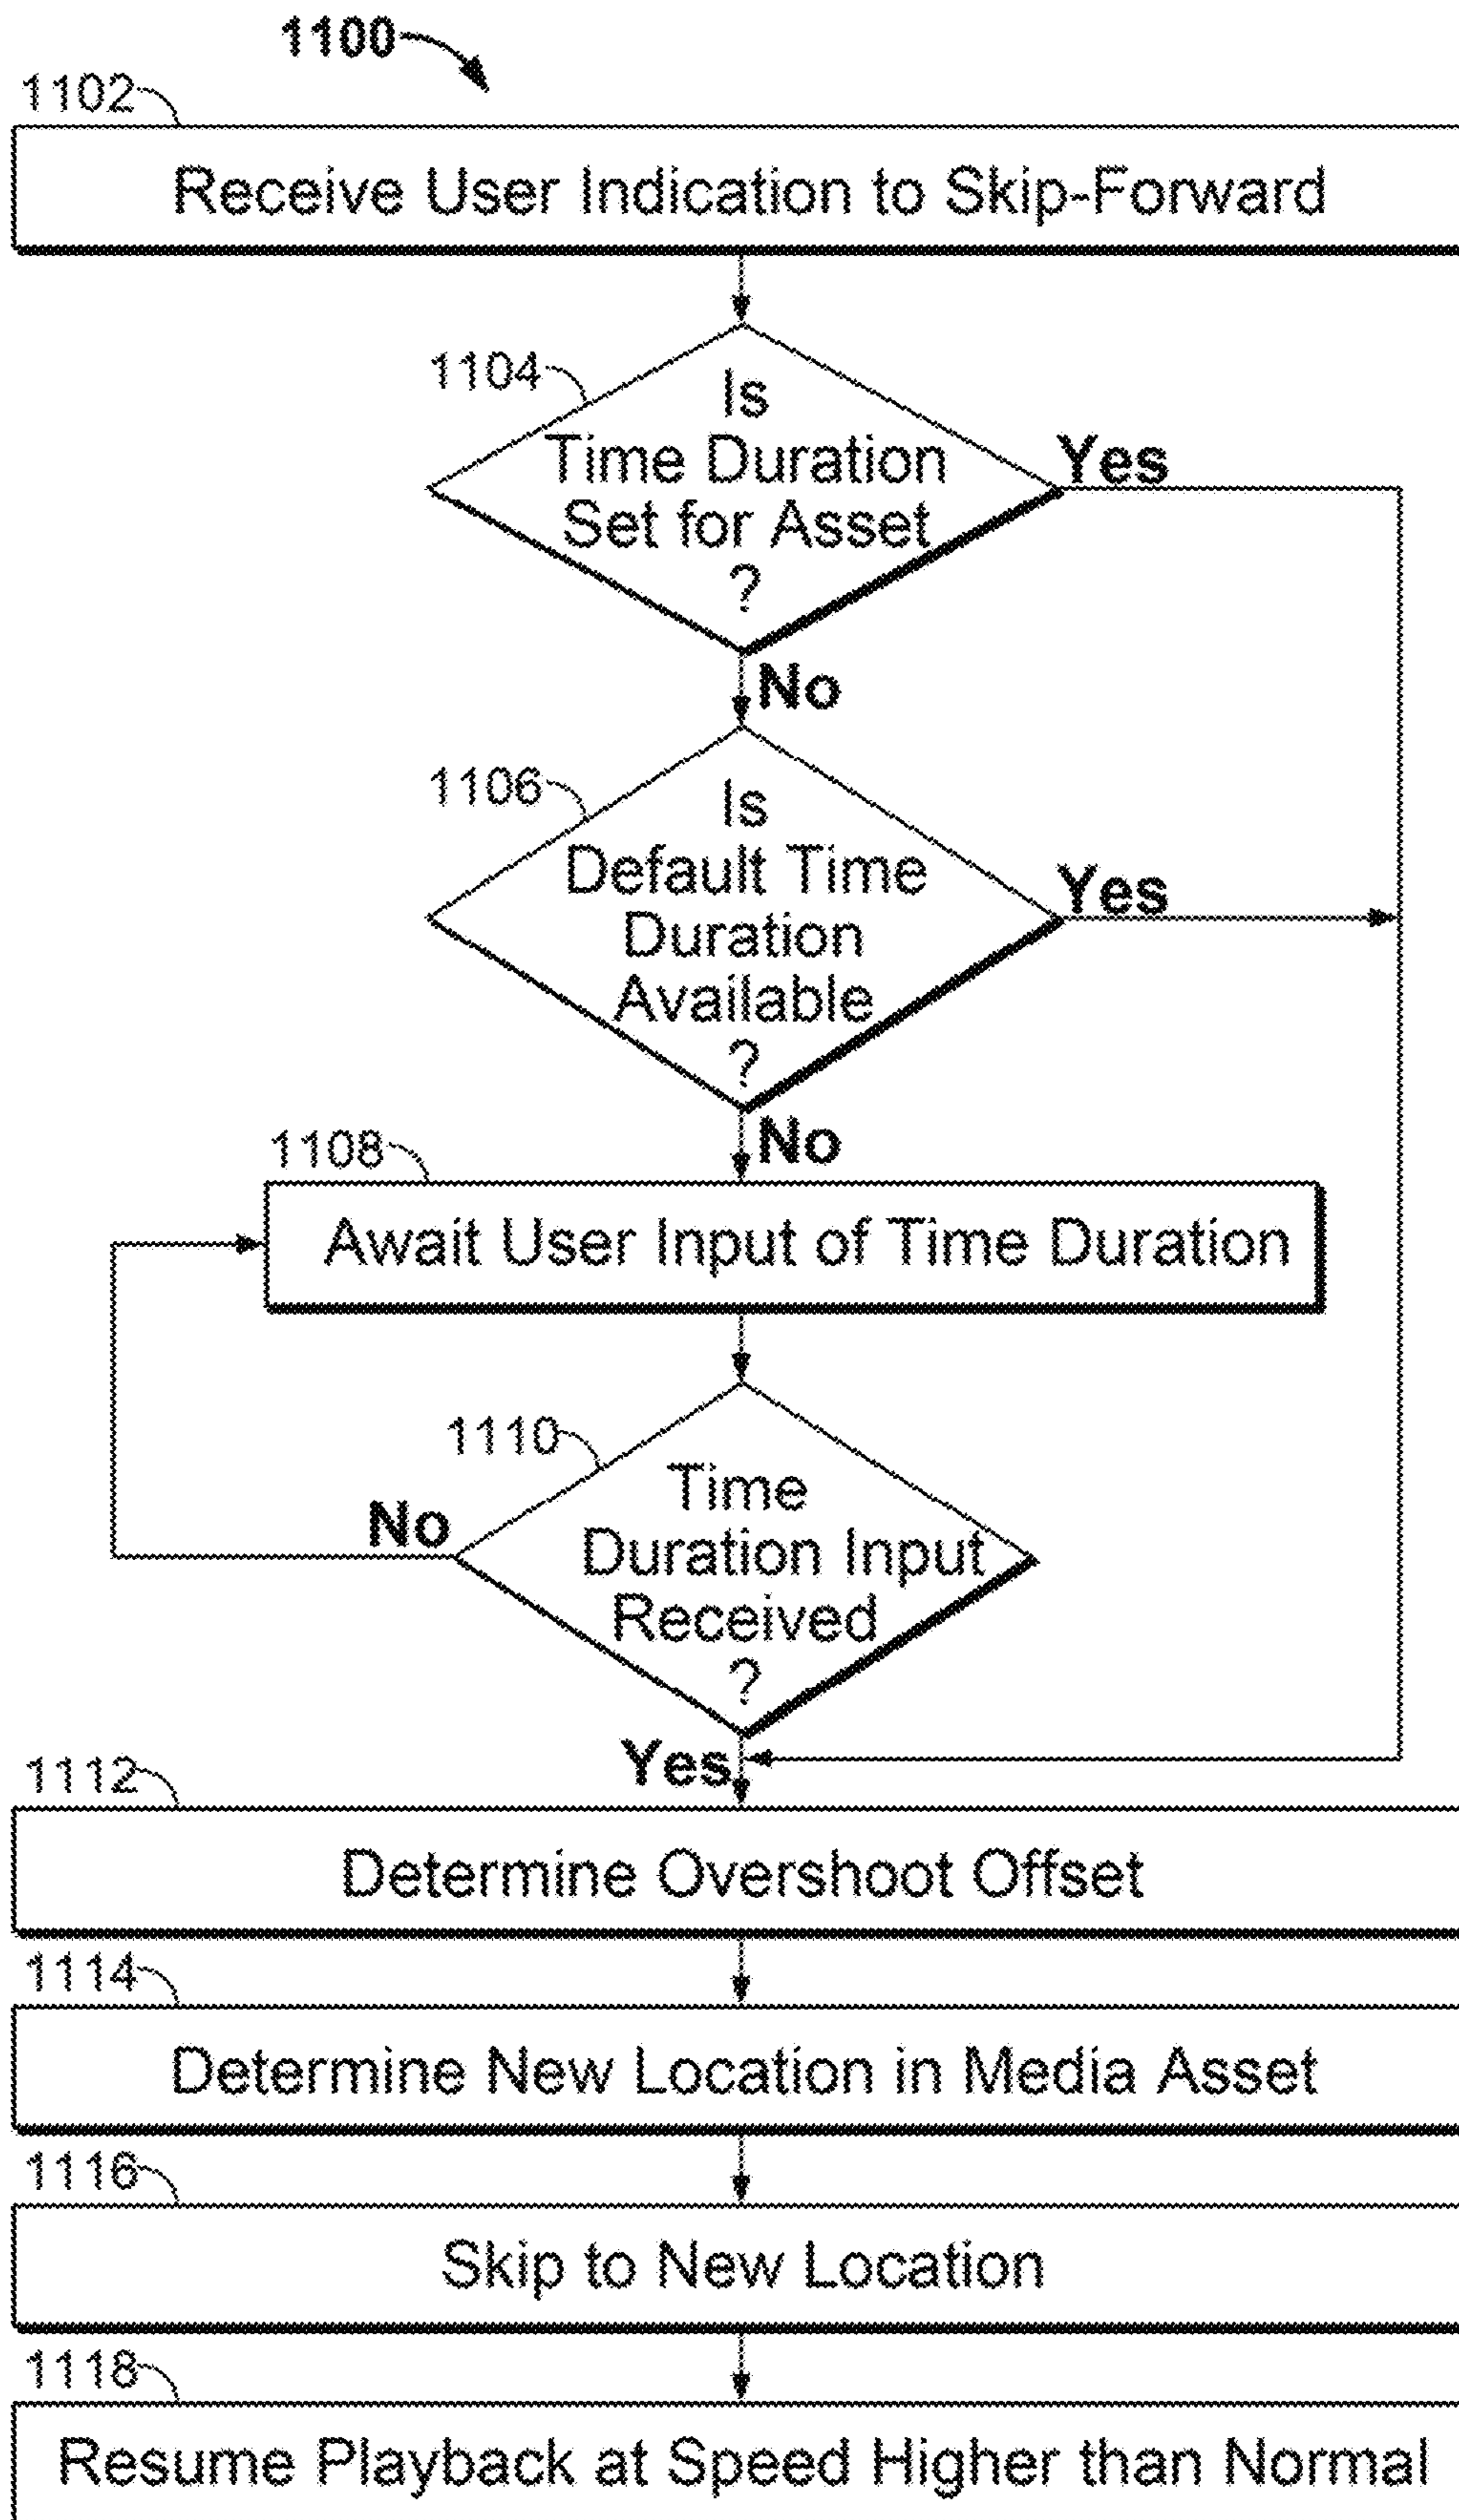 1100
1102
Receive User Indication to Skip-Forward
1104
Is
Time Duration
Set for Asset
?
Yes
No
1106
Is
Default Time
Duration
Available
?
Yes
No
1108
Await User Input of Time Duration
1110
Time
Duration Input
Received
?
No
Yes
1112
Determine Overshoot Offset
1114
Determine New Location in Media Asset
1116
Skip to New Location
1118
Resume Playback at Speed Higher than Normal